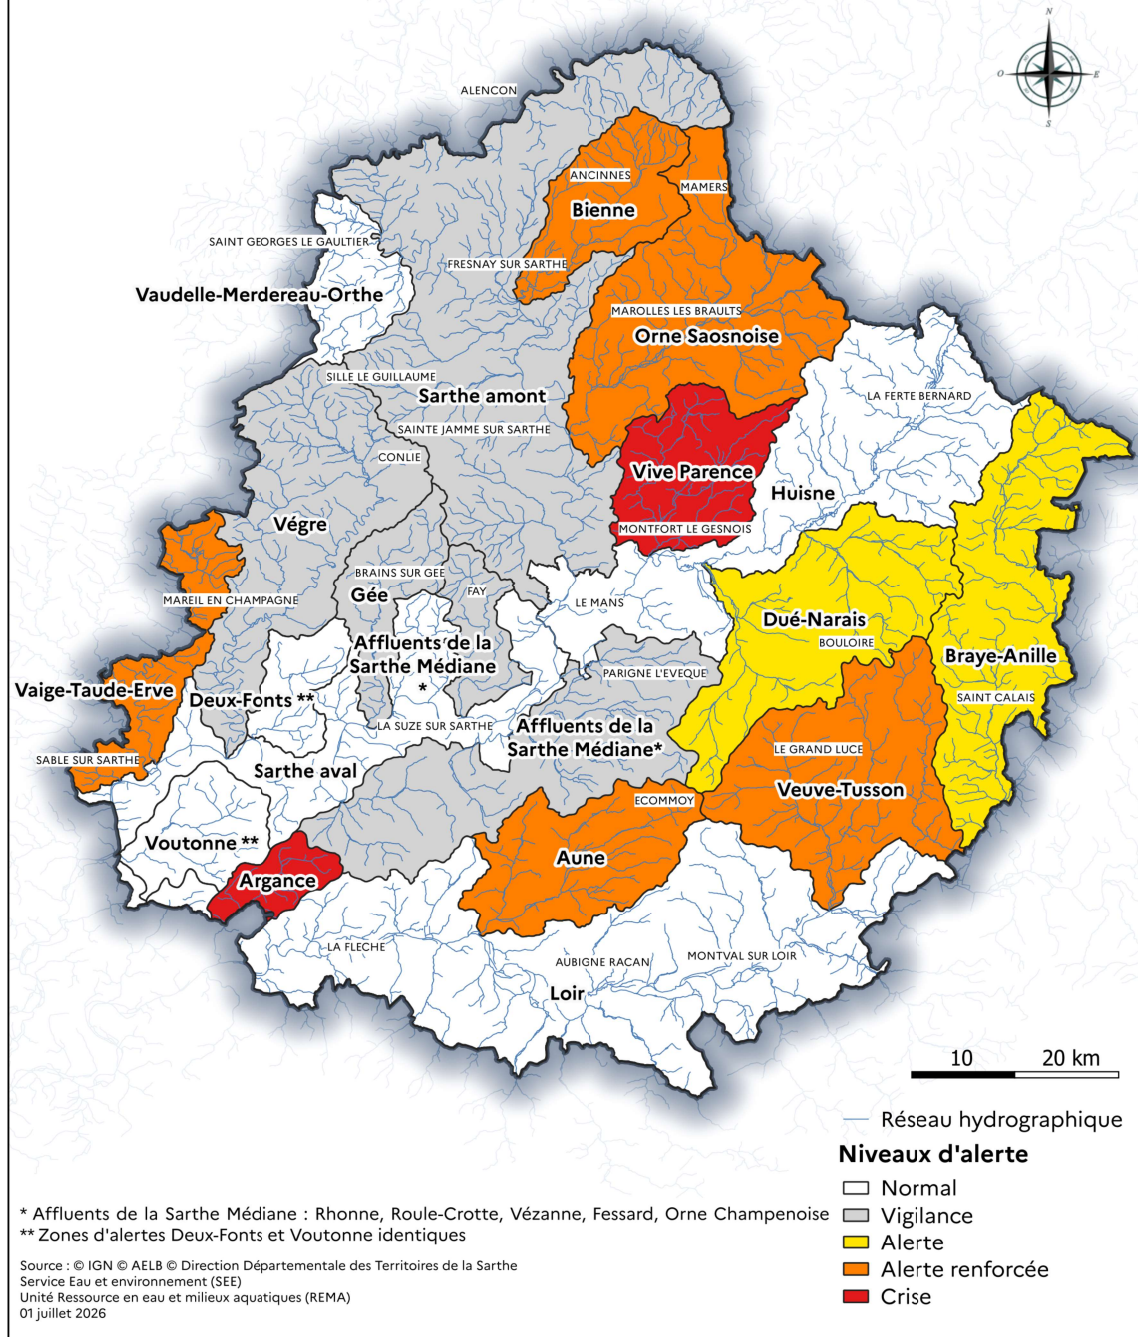 N
O
E
S
ALENCON
ANCINNES
MAMERS
Bienne
SAINT GEORGES LE GAULTIER
FRESNAY SUR SARTHE
Vaudelle-Merdereau-Orthe
MAROLLES LES BRAULTS
Orne Saosnoise
SILLE LE GUILLAUME
Sarthe amont
LA FERTE BERNARD
SAINTE JAMME SUR SARTHE
CONLIE
Vive Parence
Huisne
Végre
MONTFORT LE GESNOIS
BRAINS SUR GEE
Gée
FAY
MAREIL EN CHAMPAGNE
LE MANS
Dué-Narais
BOULOIRE
Affluents de la
Sarthe Médiane
*
Braye-Anille
PARIGNE L'EVEQUE
Vaige-Taude-Erve
Deux-Fonts **
SAINT CALAIS
LA SUZE SUR SARTHE
Affluents de la
Sarthe Médiane*
LE GRAND LUCE
SABLE SUR SARTHE
Sarthe aval
Veuve-Tusson
ECOMMOY
Voutonne **
Aune
Argance
LA FLECHE
AUBIGNE RACAN
MONTVAL SUR LOIR
Loir
10 20 km
Réseau hydrographique
Niveaux d'alerte
Normal
Vigilance
Alerte
Alerte renforcée
Crise
* Affluents de la Sarthe Médiane : Rhonne, Roule-Crotte, Vézanne, Fessard, Orne Champenoise
** Zones d'alertes Deux-Fonts et Voutonne identiques
Source : © IGN © AELB © Direction Départementale des Territoires de la Sarthe
Service Eau et environnement (SEE)
Unité Ressource en eau et milieux aquatiques (REMA)
01 juillet 2026